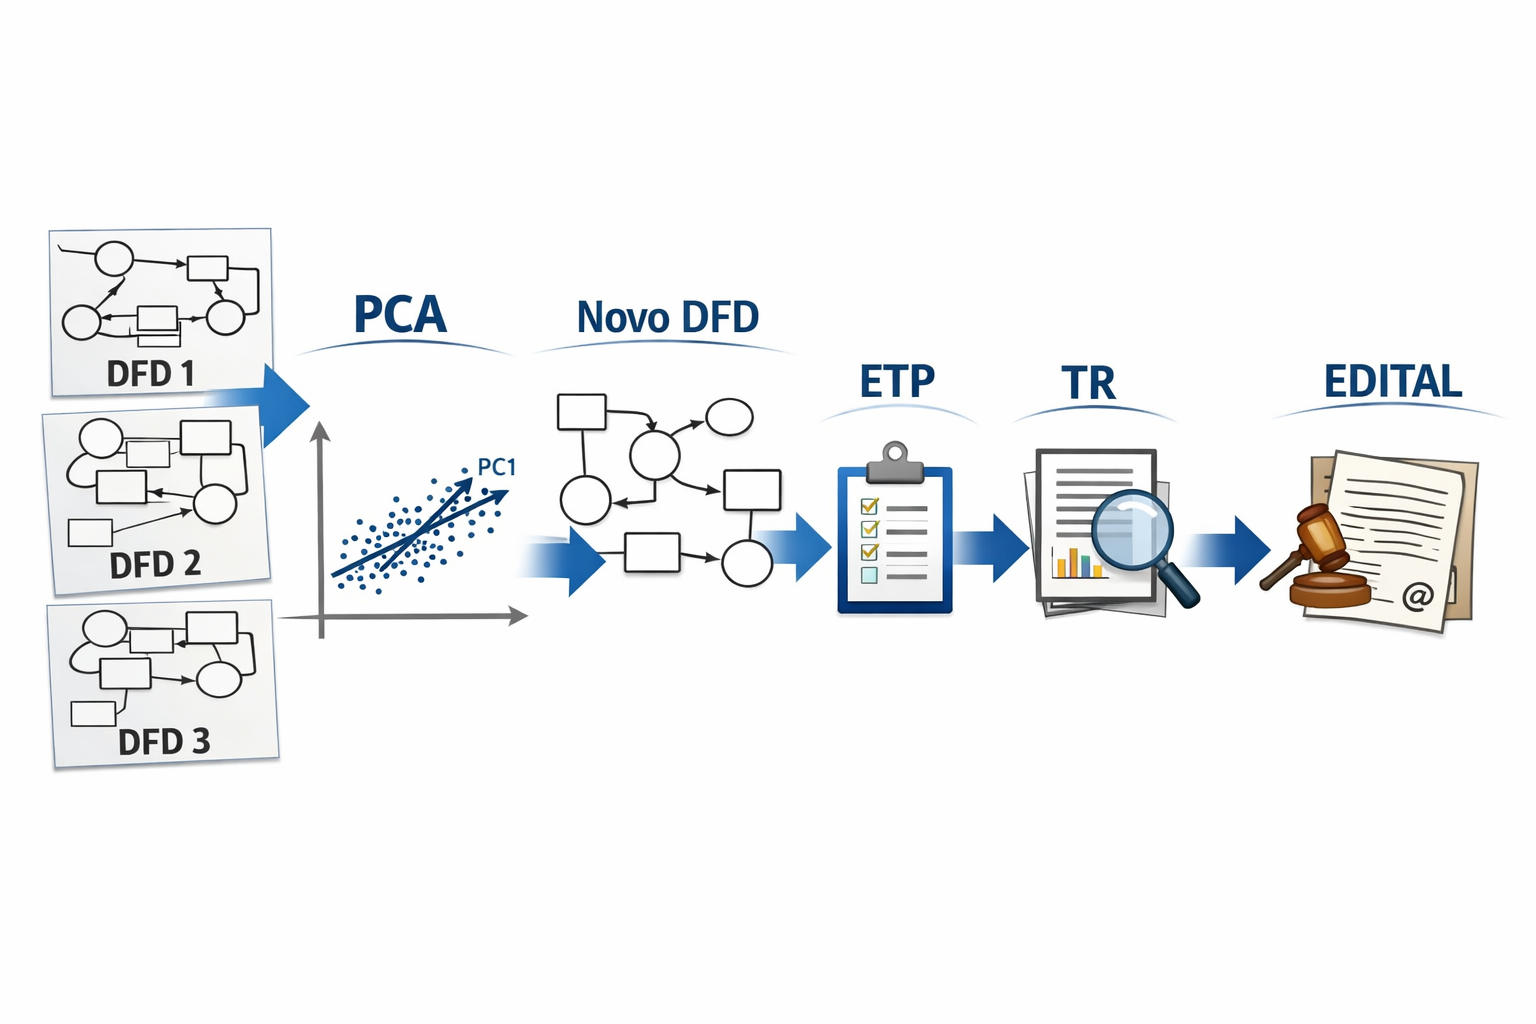 DFD 1
DFD 2
DFD 3
PCA
PC1
Novo DFD
ETP
TR
EDITAL
@